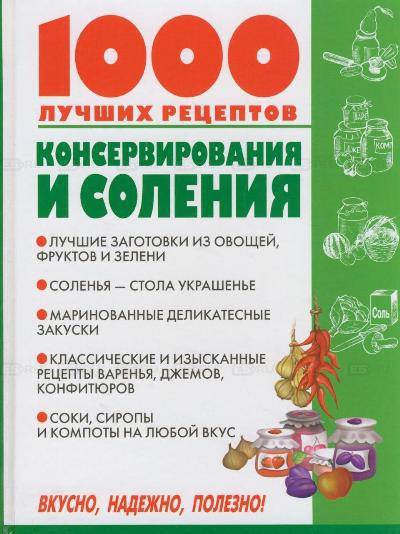 1000
ЛУЧШИХ РЕЦЕПТОВ
КОНСЕРВИРОВАНИЯ
И СОЛЕНИЯ
ЛУЧШИЕ ЗАГОТОВКИ ИЗ ОВОЩЕЙ,
ФРУКТОВ И ЗЕЛЕНИ
СОЛЕНЬЯ — СТОЛА УКРАШЕНЬЕ
МАРИНОВАННЫЕ ДЕЛИКАТЕСНЫЕ
ЗАКУСКИ
КЛАССИЧЕСКИЕ И ИЗЫСКАННЫЕ
РЕЦЕПТЫ ВАРЕНЬЯ, ДЖЕМОВ,
КОНФИТЮРОВ
СОКИ, СИРОПЫ
И КОМПОТЫ НА ЛЮБОЙ ВКУС
ВКУСНО, НАДЕЖНО, ПОЛЕЗНО!
Соль